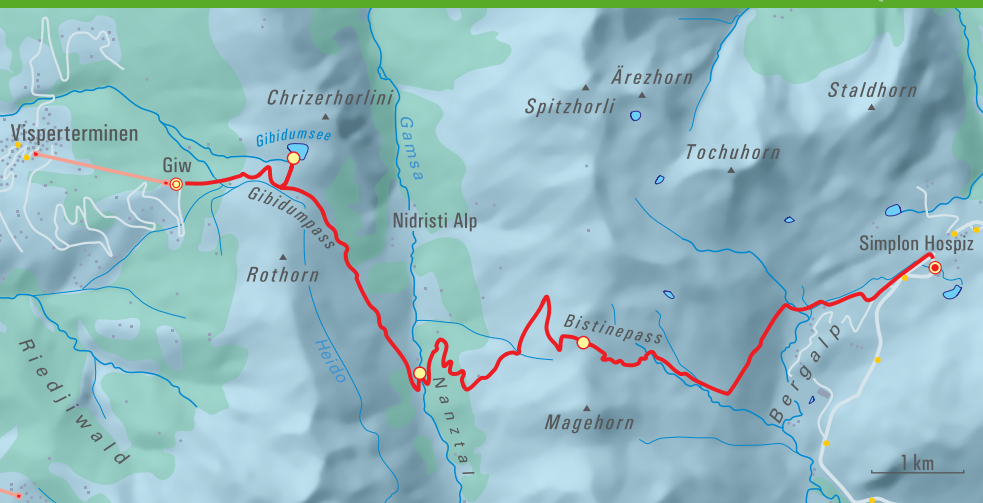 Ärezhorn
Spitzhorli
Staldhorn
Chrizerhorlini
Visperterminen
Gibidumsee
Gamsa
Tochuhorn
Giw
Gibidumpass
Nidristi Alp
Simplon Hospiz
Rothorn
Bistinepass
Heido
Riedjiwald
Nanztal
Bergalp
Magehorn
1 km